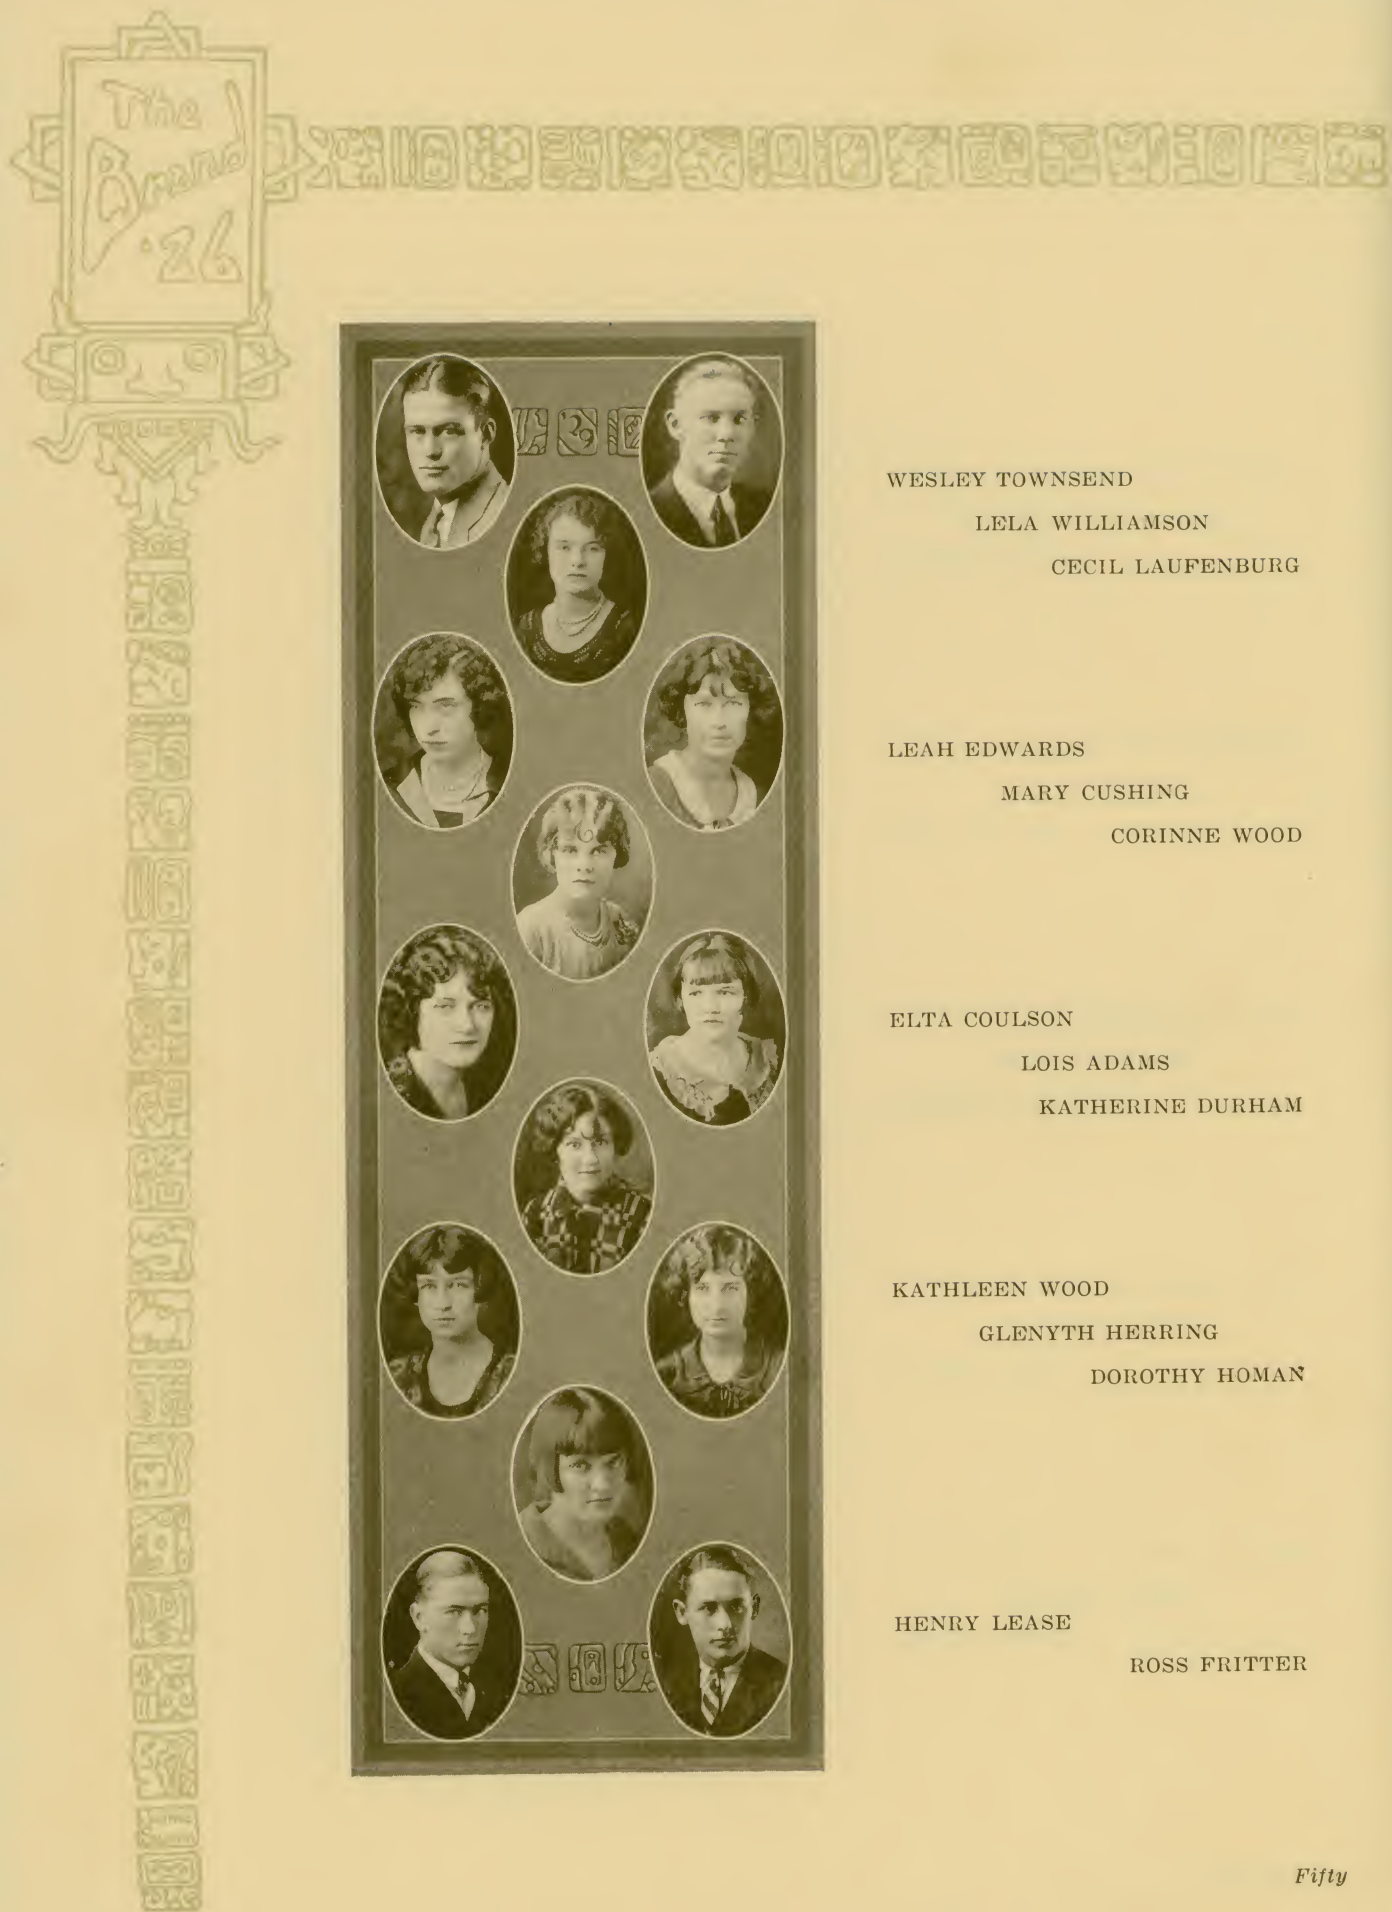 The
Brand
'26
WESLEY TOWNSEND
LELA WILLIAMSON
CECIL LAUFENBURG
LEAH EDWARDS
MARY CUSHING
CORINNE WOOD
ELTA COULSON
LOIS ADAMS
KATHERINE DURHAM
KATHLEEN WOOD
GLENYTH HERRING
DOROTHY HOMAN
HENRY LEASE
ROSS FRITTER
Fifty